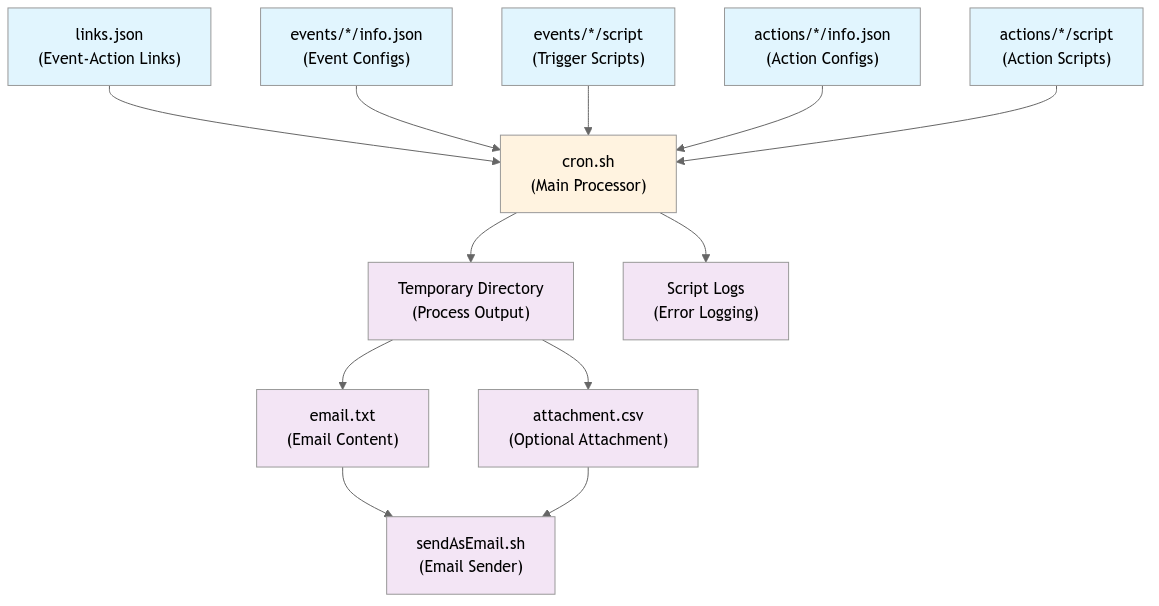 links.json
(Event-Action Links)
events/*/info.json
(Event Configs)
events/*/script
(Trigger Scripts)
actions/*/info.json
(Action Configs)
actions/*/script
(Action Scripts)
cron.sh
(Main Processor)
Temporary Directory
(Process Output)
Script Logs
(Error Logging)
email.txt
(Email Content)
attachment.csv
(Optional Attachment)
sendAsEmail.sh
(Email Sender)